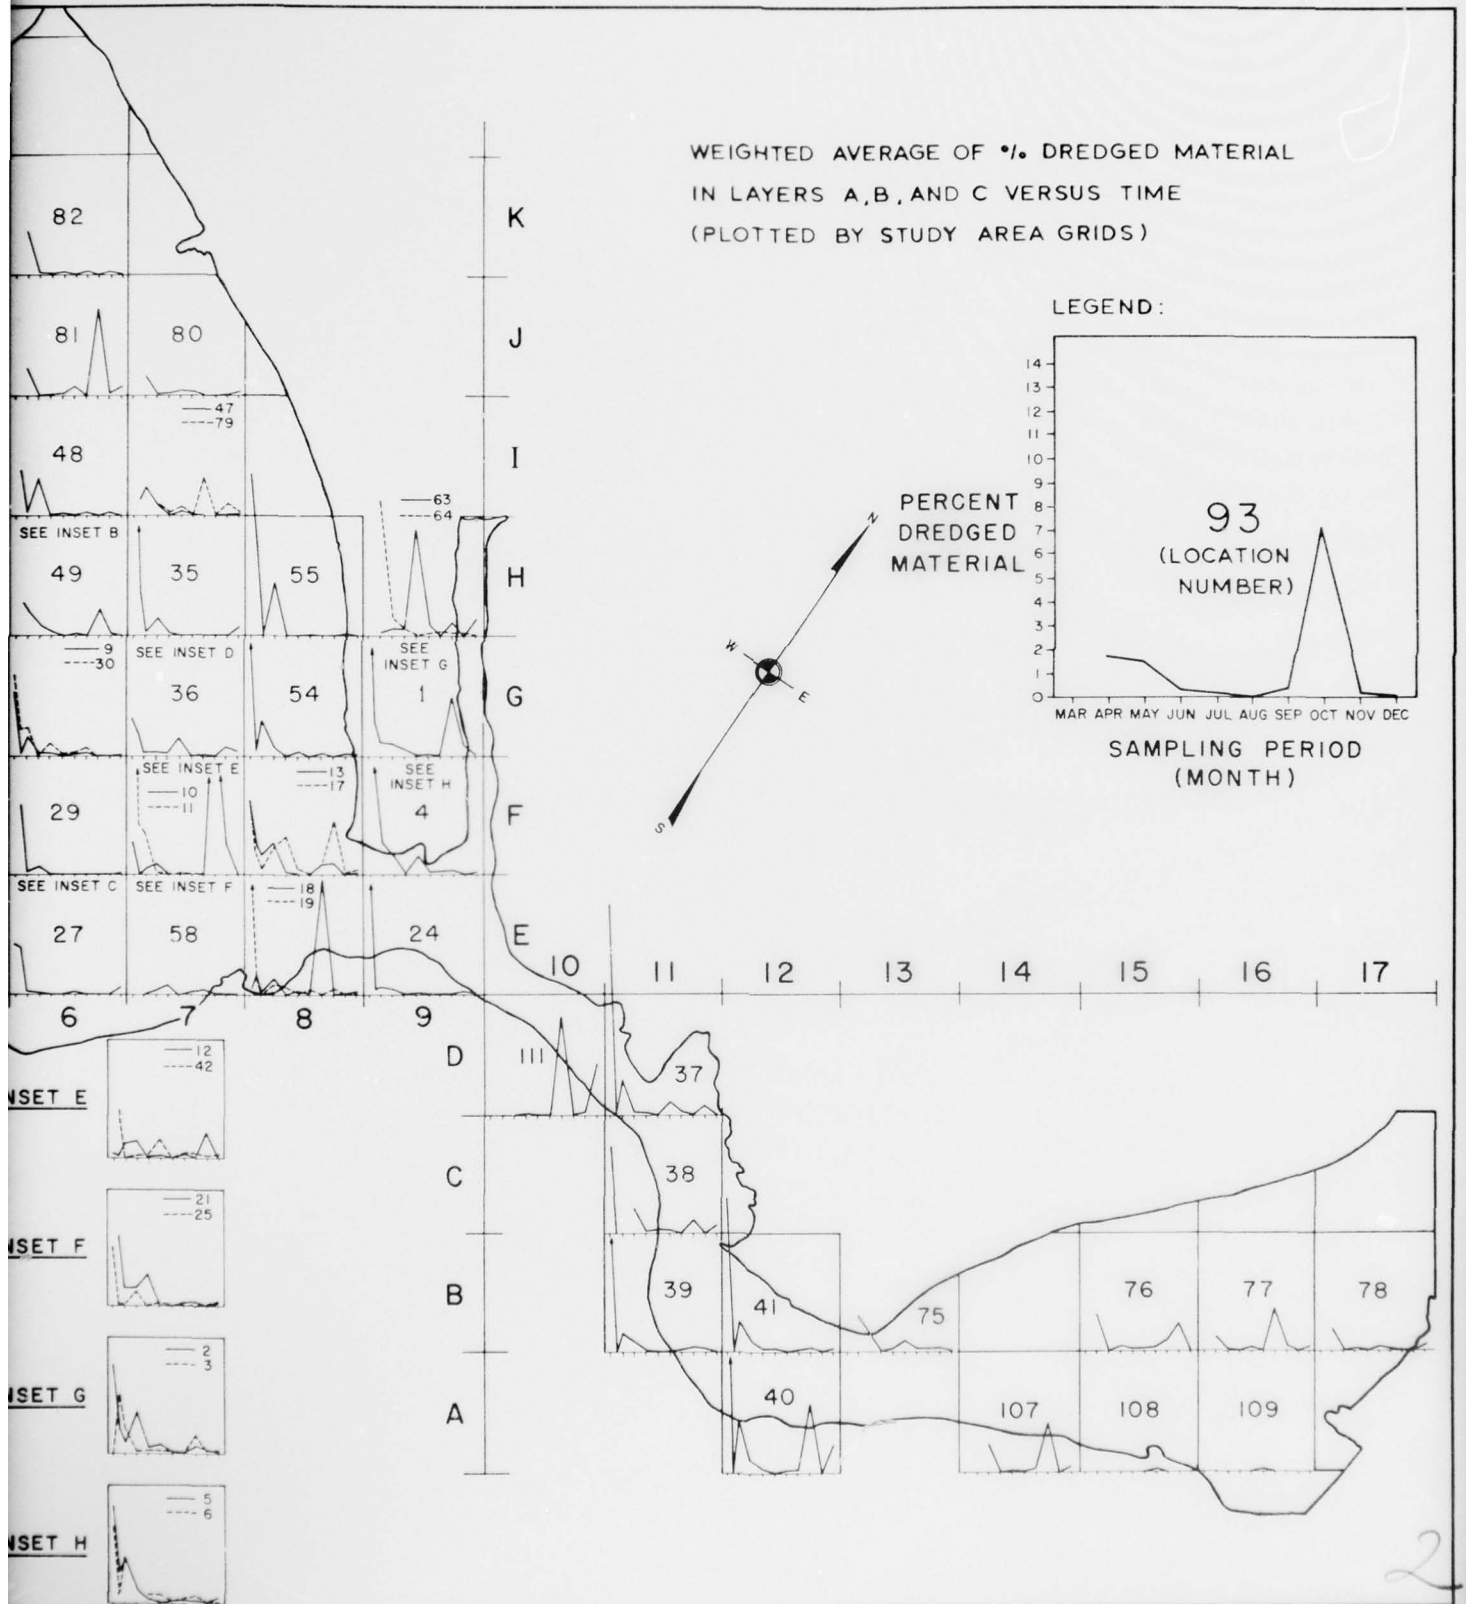 WEIGHTED AVERAGE OF % DREDGED MATERIAL
IN LAYERS A,B, AND C VERSUS TIME
(PLOTTED BY STUDY AREA GRIDS)
LEGEND:
14
13
12
11
10
9
8
7
6
5
4
3
2
1
0
PERCENT
DREDGED
MATERIAL
93
(LOCATION
NUMBER)
MAR APR MAY JUN JUL AUG SEP OCT NOV DEC
SAMPLING PERIOD
(MONTH)
N
W
E
S
82
K
81
80
J
47
79
48
I
63
64
SEE INSET B
49
35
55
H
9
30
SEE INSET D
36
54
SEE
INSET G
1
G
29
SEE INSET E
10
11
13
17
SEE
INSET H
4
F
SEE INSET C
27
SEE INSET F
58
18
19
24
E
10
11
12
13
14
15
16
17
6
7
8
9
D
111
37
C
38
B
39
41
75
76
77
78
A
40
107
108
109
NSET E
12
42
NSET F
21
25
NSET G
2
3
NSET H
5
6
2